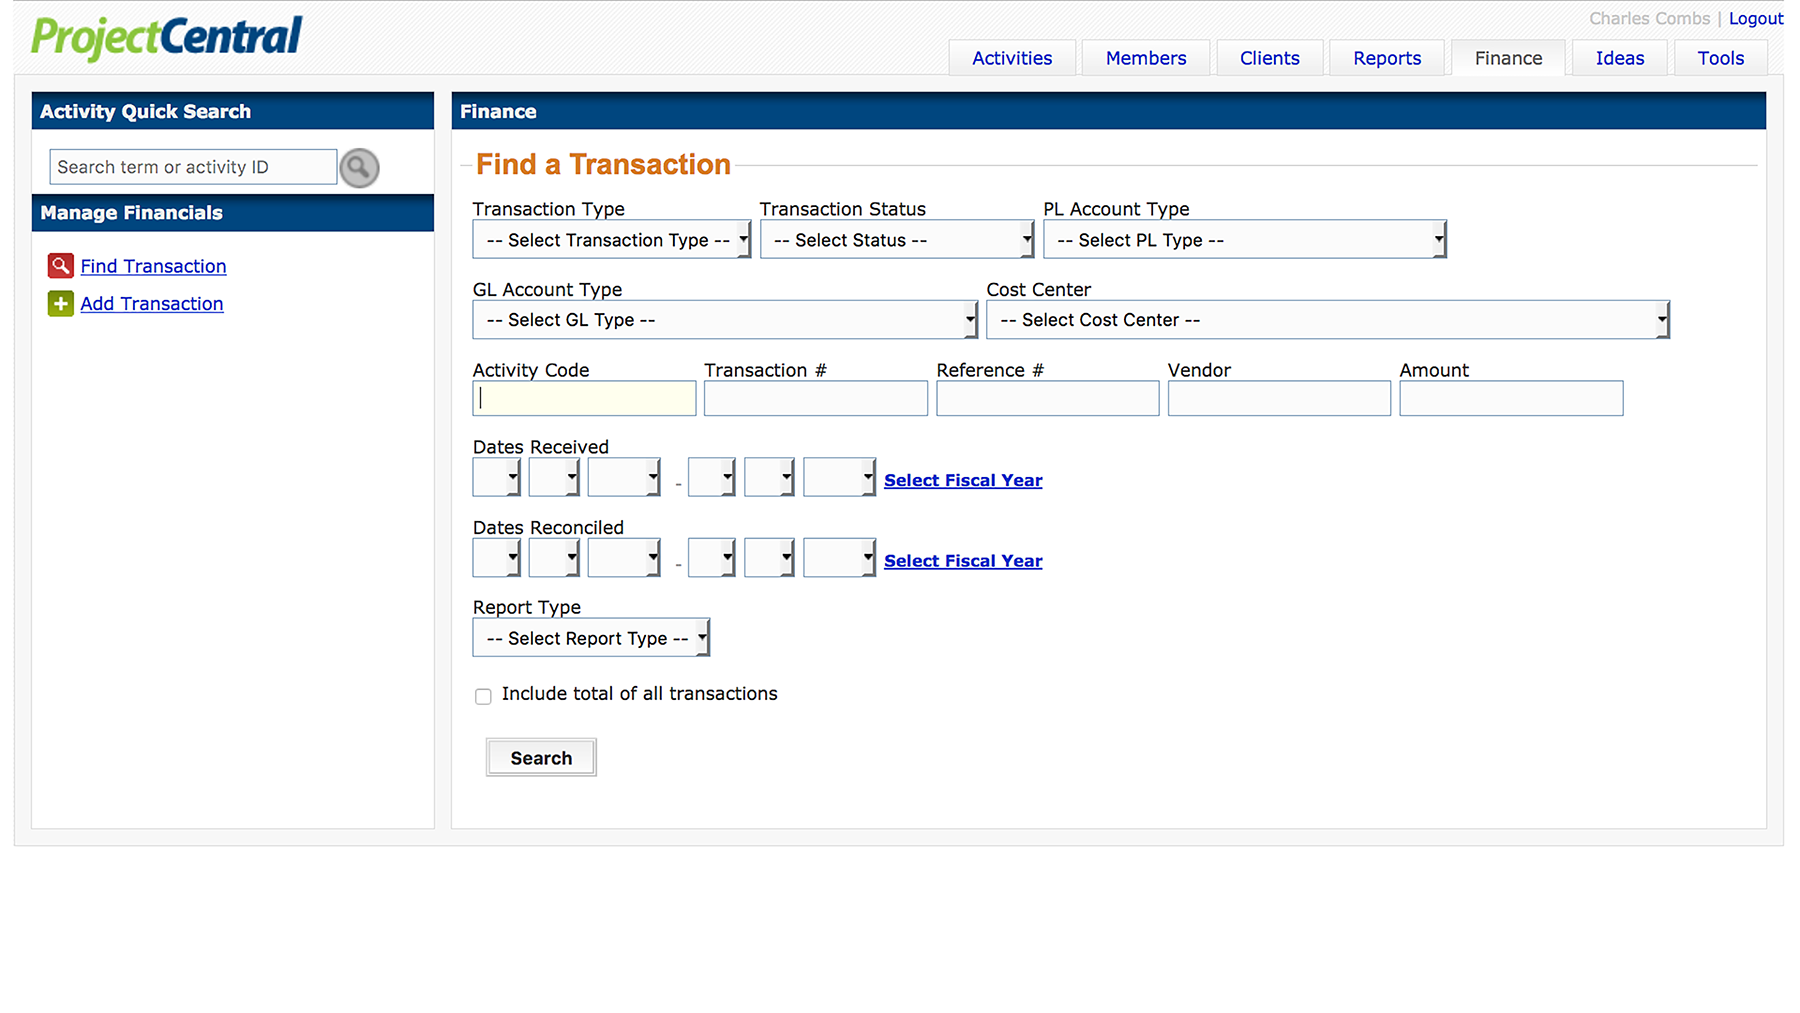 ProjectCentral
Charles Combs | Logout
Activities Members Clients Reports Finance Ideas Tools
Activity Quick Search
Search term or activity ID
Manage Financials
Find Transaction
Add Transaction
Finance
Find a Transaction
Transaction Type Transaction Status PL Account Type
-- Select Transaction Type -- -- Select Status -- -- Select PL Type --
GL Account Type Cost Center
-- Select GL Type -- -- Select Cost Center --
Activity Code Transaction # Reference # Vendor Amount
Dates Received
- Select Fiscal Year
Dates Reconciled
- Select Fiscal Year
Report Type
-- Select Report Type --
Include total of all transactions
Search